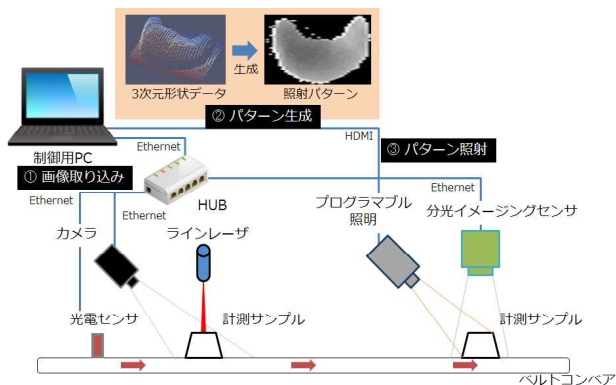 生成
3次元形状データ
照射パターン
② パターン生成
HDMI
制御用PC
Ethernet
③ パターン照射
① 画像取り込み
Ethernet
Ethernet
HUB
Ethernet
プログラマブル
照明
分光イメージングセンサ
カメラ
ラインレーザ
光電センサ
計測サンプル
計測サンプル
ベルトコンベア